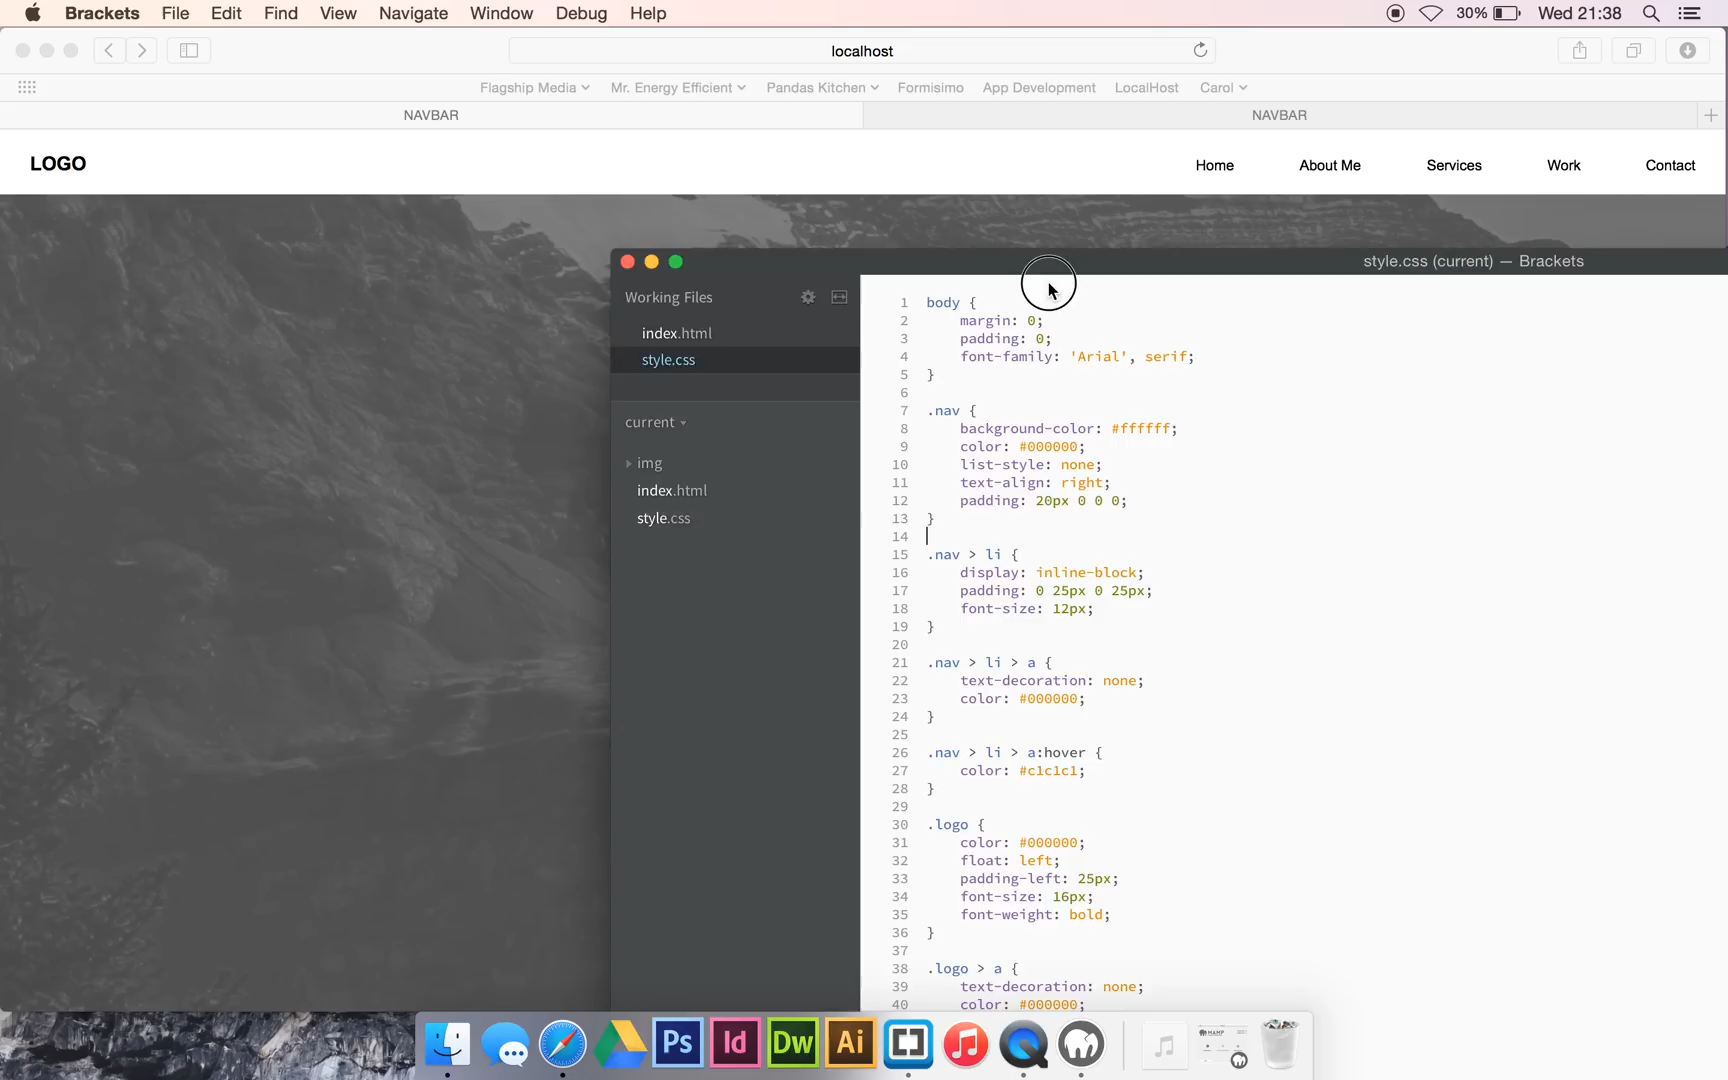 Brackets File Edit Find View Navigate Window Debug Help 30% Wed 21:38
localhost
Flagship Media Mr. Energy Efficient Pandas Kitchen Formisimo App Development LocalHost Carol
NAVBAR NAVBAR
LOGO Home About Me Services Work Contact
style.css (current) — Brackets
Working Files
index.html
style.css
current
img
index.html
style.css
1 body {
2 margin: 0;
3 padding: 0;
4 font-family: 'Arial', serif;
5 }
6
7 .nav {
8 background-color: #ffffff;
9 color: #000000;
10 list-style: none;
11 text-align: right;
12 padding: 20px 0 0 0;
13 }
14
15 .nav > li {
16 display: inline-block;
17 padding: 0 25px 0 25px;
18 font-size: 12px;
19 }
20
21 .nav > li > a {
22 text-decoration: none;
23 color: #000000;
24 }
25
26 .nav > li > a:hover {
27 color: #c1c1c1;
28 }
29
30 .logo {
31 color: #000000;
32 float: left;
33 padding-left: 25px;
34 font-size: 16px;
35 font-weight: bold;
36 }
37
38 .logo > a {
39 text-decoration: none;
40 color: #000000;
Ps Id Dw Ai
MAMP